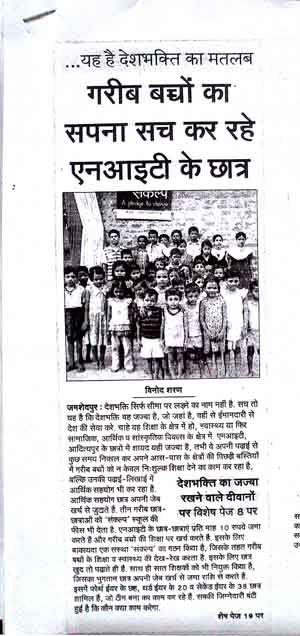 ...यह है देशभक्ति का मतलब
गरीब बच्चों का
सपना सच कर रहे
एनआइटी के छात्र
संकल्प
A pledge to change
विनोद शरण
जमशेदपुर : देशभक्ति सिर्फ सीमा पर लड़ने का नाम नहीं है. सच तो
यह है कि देशभक्ति वह जज्बा है, जो जहां है, वहीं से ईमानदारी से
देश की सेवा करे. चाहे वह शिक्षा के क्षेत्र में हो, स्वास्थ्य या फिर
सामाजिक, आर्थिक व सांस्कृतिक विकास के क्षेत्र में. एनआइटी,
आदित्यपुर के छात्रों में शायद यही जज्बा है, तभी वे अपनी पढ़ाई से
कुछ समय निकाल कर अपने आस-पास के क्षेत्रों की पिछड़ी बस्तियों
में गरीब बच्चों को न केवल निःशुल्क शिक्षा देने का काम कर रहा है,
बल्कि उनकी पढ़ाई-लिखाई में
आर्थिक सहयोग भी कर रहा है.
आर्थिक सहयोग छात्र अपनी जेब
खर्च से जुटाते हैं. तीन गरीब छात्र-
छात्राओं को 'संकल्प' स्कूल की
फीस भी देता है. एनआइटी के छात्र-छात्राएं प्रति माह 10 रुपये जमा
करते हैं और गरीब बच्चों की शिक्षा पर खर्च करते हैं. इसके लिए
बाकायदा एक संस्था 'संकल्प' का गठन किया है, जिसके तहत गरीब
बच्चों के शिक्षा व स्वास्थ्य की देख-रेख करता है. इसके लिए छात्र
खुद तो पढ़ाते ही हैं. साथ ही सात शिक्षकों को भी नियुक्त किया है,
जिसका भुगतान छात्र अपनी जेब खर्च से जमा राशि से करते हैं.
इसमें फोर्थ ईयर के छह, थर्ड ईयर के 20 व सेकेंड ईयर के 38 छात्र
शामिल हैं, जो टीम बना कर काम कर रहे हैं. सबकी जिम्मेदारी बंटी
हुई है कि कौन क्या काम करेगा.
देशभक्ति का जज्बा
रखने वाले दीवानों
पर विशेष पेज 8 पर
शेष पेज 19 पर